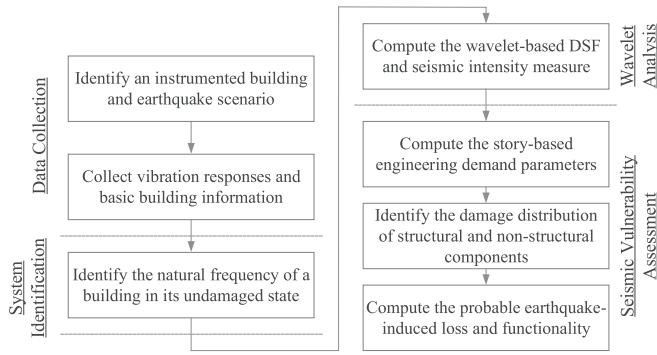 Data Collection
Identify an instrumented building
and earthquake scenario
Collect vibration responses and
basic building information
System
Identification
Identify the natural frequency of a
building in its undamaged state
Wavelet
Analysis
Compute the wavelet-based DSF
and seismic intensity measure
Seismic Vulnerability
Assessment
Compute the story-based
engineering demand parameters
Identify the damage distribution
of structural and non-structural
components
Compute the probable earthquake-
induced loss and functionality